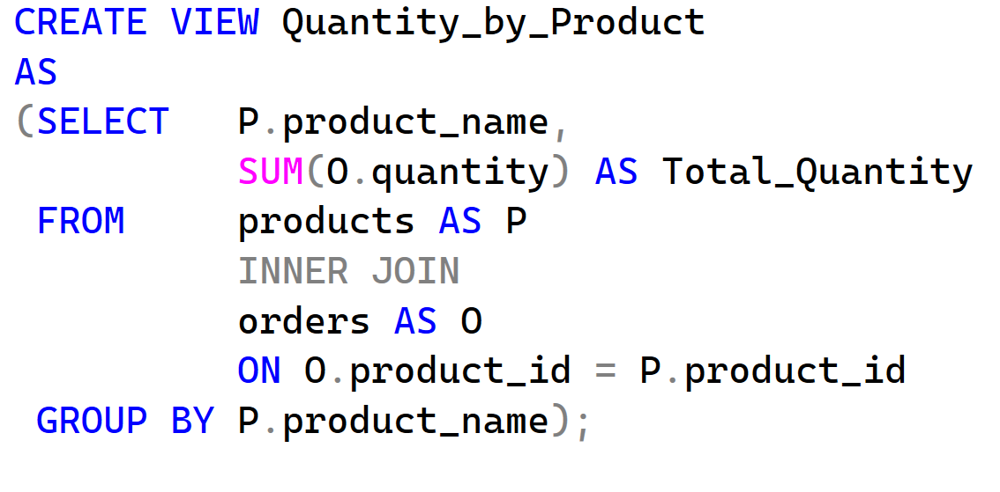 CREATE VIEW Quantity_by_Product
AS
(SELECT   P.product_name,
          SUM(O.quantity) AS Total_Quantity
 FROM     products AS P
          INNER JOIN
          orders AS O
          ON O.product_id = P.product_id
 GROUP BY P.product_name);